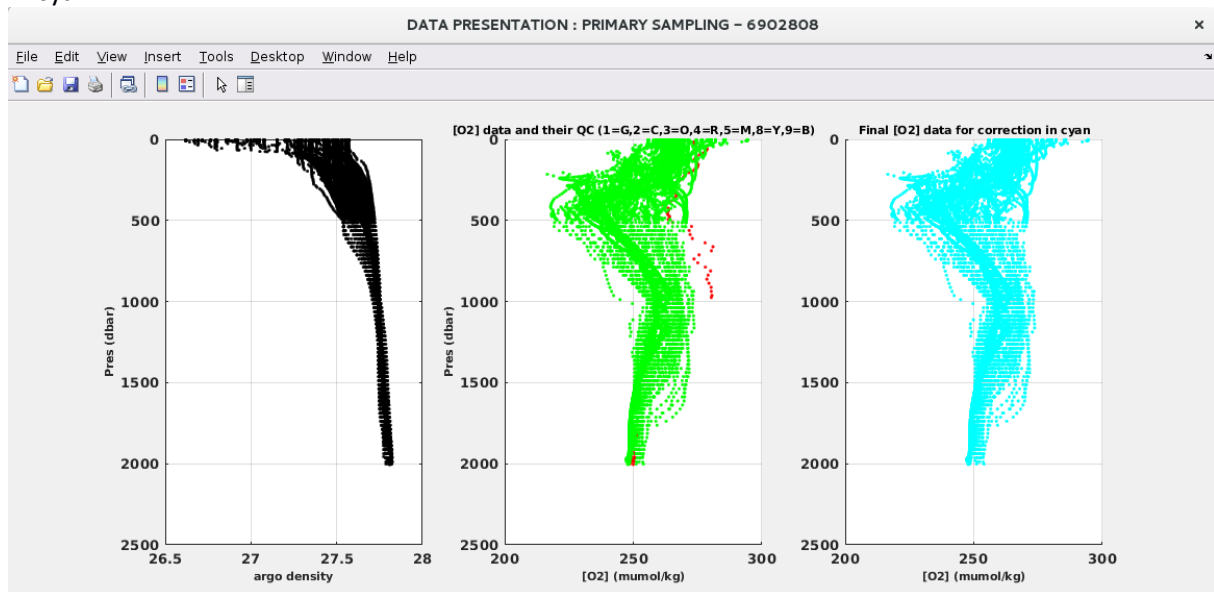 DATA PRESENTATION : PRIMARY SAMPLING – 6902808 ×
File Edit View Insert Tools Desktop Window Help
[O2] data and their QC (1=G,2=C,3=O,4=R,5=M,8=Y,9=B)
Final [O2] data for correction in cyan
Pres (dbar)
0
500
1000
1500
2000
2500
26.5 27 27.5 28
argo density
Pres (dbar)
0
500
1000
1500
2000
2500
200 250 300
[O2] (mumol/kg)
0
500
1000
1500
2000
2500
200 250 300
[O2] (mumol/kg)